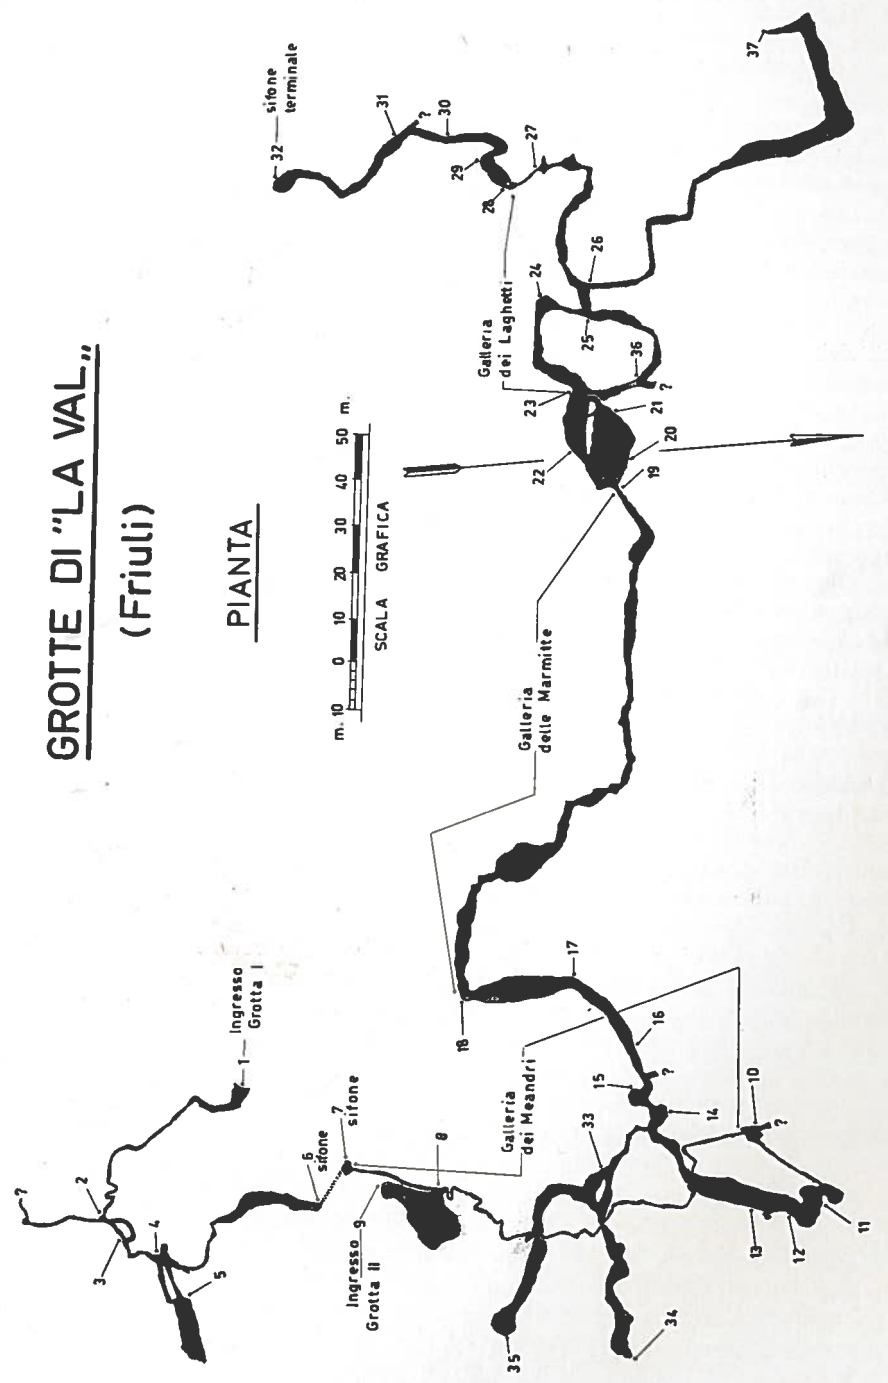 GROTTE DI "LA VAL„
(Friuli)
PIANTA
m. 10 0 10 20 30 40 50 m.
SCALA GRAFICA
Ingresso
Grotta I
1
2
?
3
4
5
6
sifone
7
sifone
8
Ingresso 9
Grotta II
Galleria
dei Meandri
10
?
11
12
13
14
15
?
16
17
18
Galleria
delle Marmitte
19
20
21
22
23
24
25
26
Galleria
dei Laghetti
27
28
29
30
?
31
32
sifone
terminale
33
34
35
36
?
37